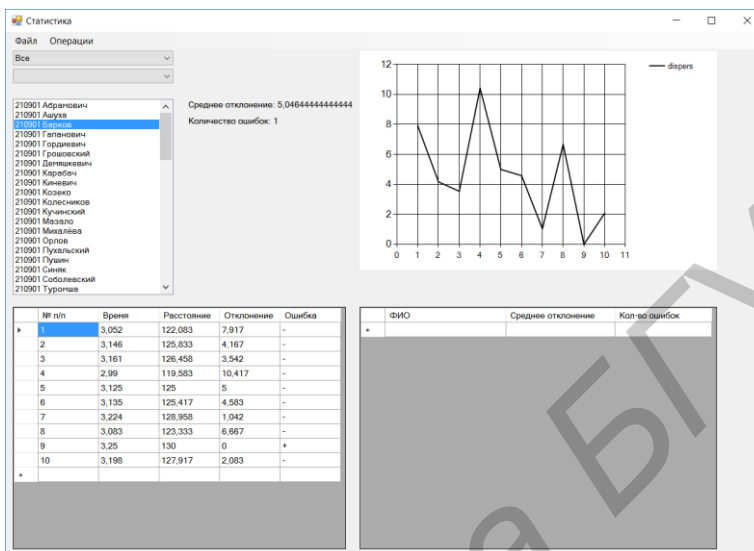 Статистика
Файл Операции
Все
210901 Абрамович
210901 Ашуха
210901 Барков
210901 Гапанович
210901 Гордиевич
210901 Грошовский
210901 Демяшкевич
210901 Карабач
210901 Киневич
210901 Козеко
210901 Колесников
210901 Кучинский
210901 Мазало
210901 Михалёва
210901 Орлов
210901 Пухальский
210901 Пушин
210901 Синяк
210901 Соболевский
210901 Туромша
Среднее отклонение: 5,04644444444444
Количество ошибок: 1
dispers
12
10
8
6
4
2
0
0 1 2 3 4 5 6 7 8 9 10 11
№ п/п Время Расстояние Отклонение Ошибка
1 3,052 122,083 7,917 -
2 3,146 125,833 4,167 -
3 3,161 126,458 3,542 -
4 2,99 119,583 10,417 -
5 3,125 125 5 -
6 3,135 125,417 4,583 -
7 3,224 128,958 1,042 -
8 3,083 123,333 6,667 -
9 3,25 130 0 +
10 3,198 127,917 2,083 -
ФИО Среднее отклонение Кол-во ошибок
а БГУ